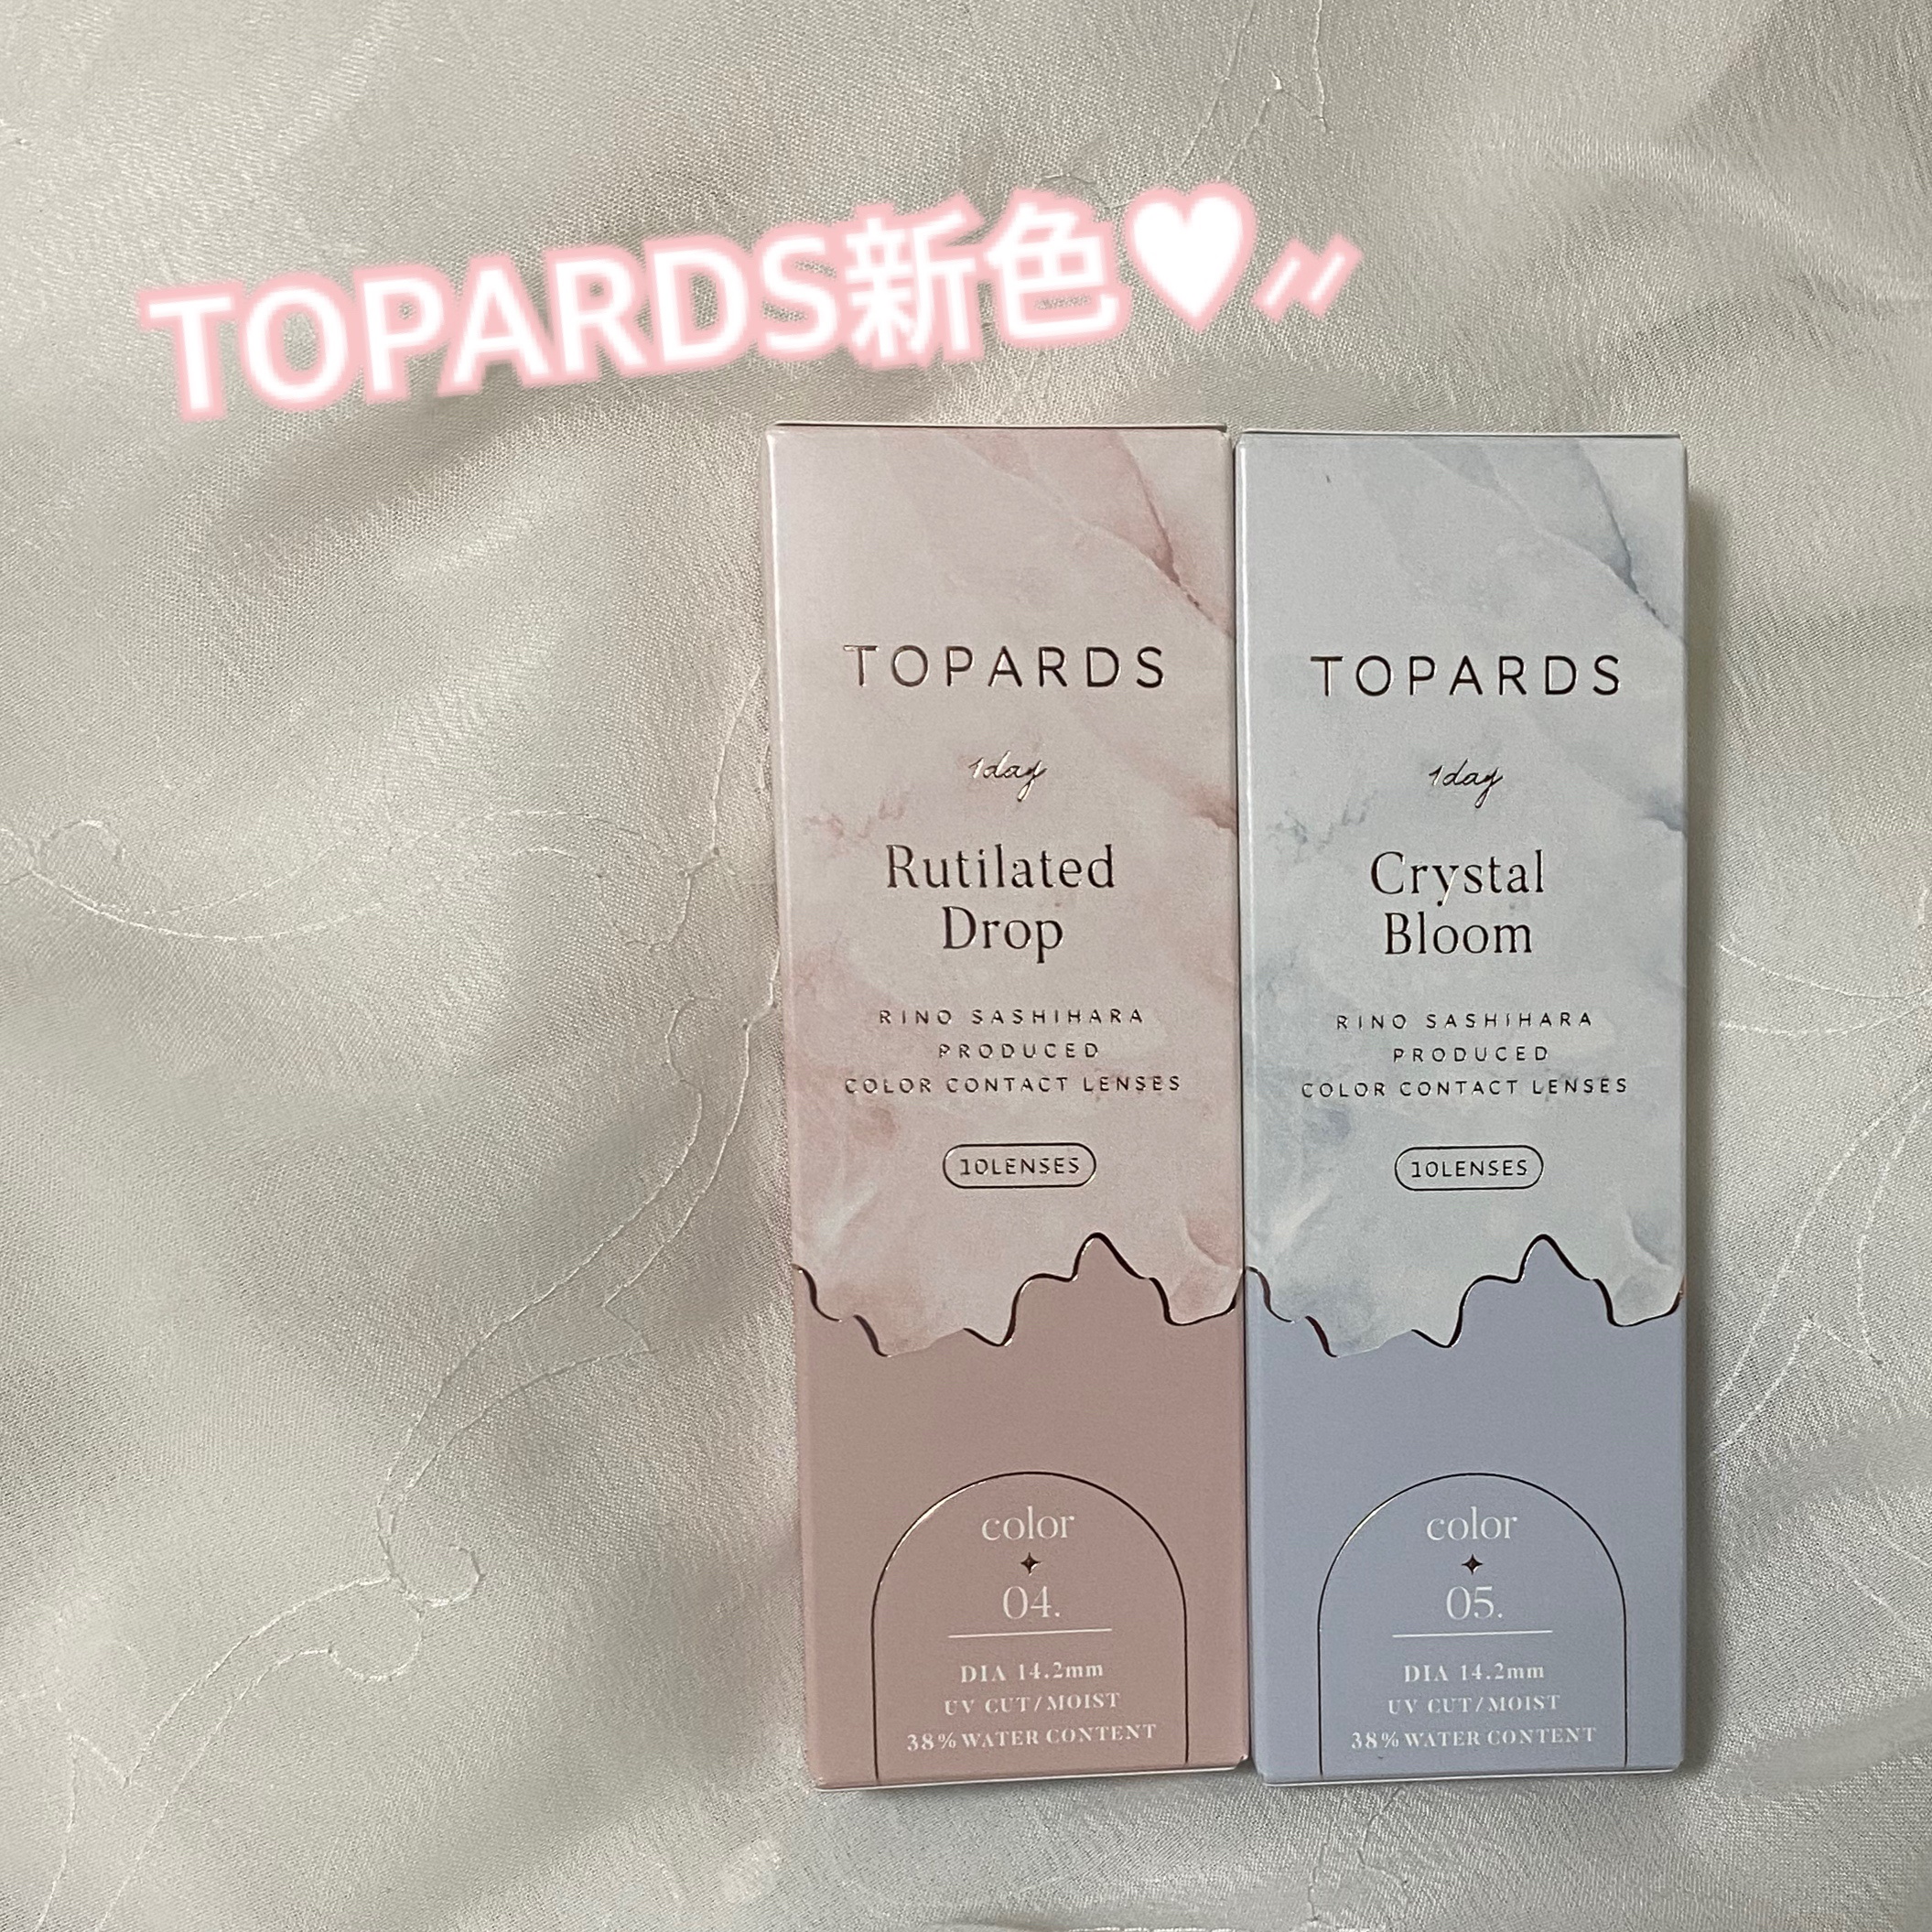 TOPARDS新色♥〃
TOPARDS
1day
Rutilated
Drop
RINO SASHIHARA
PRODUCED
COLOR CONTACT LENSES
10LENSES
color
04.
DIA 14.2mm
UV CUT/MOIST
38%WATER CONTENT
TOPARDS
1day
Crystal
Bloom
RINO SASHIHARA
PRODUCED
COLOR CONTACT LENSES
10LENSES
color
05.
DIA 14.2mm
UV CUT/MOIST
38%WATER CONTENT